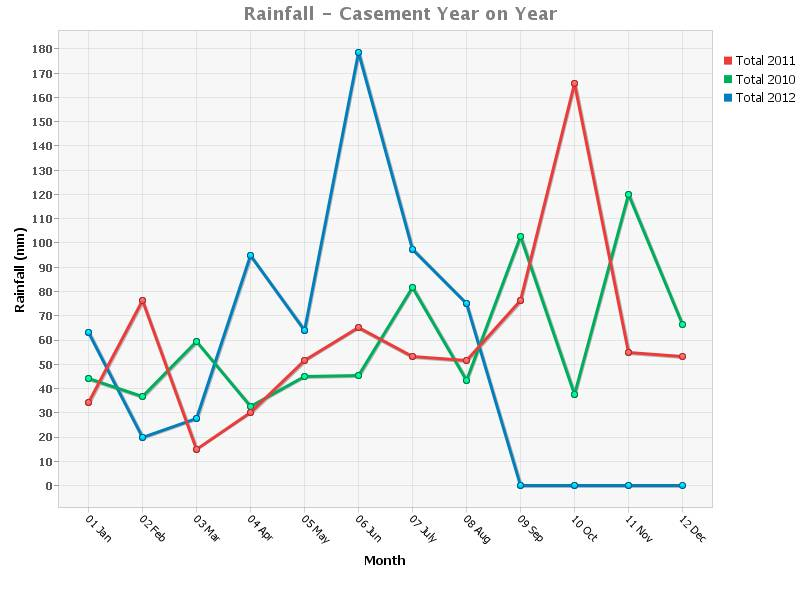 Rainfall - Casement Year on Year
Total 2011
Total 2010
Total 2012
180
170
160
150
140
130
120
110
100
90
80
70
60
50
40
30
20
10
0
Rainfall (mm)
01 Jan
02 Feb
03 Mar
04 Apr
05 May
06 Jun
07 July
08 Aug
09 Sep
10 Oct
11 Nov
12 Dec
Month